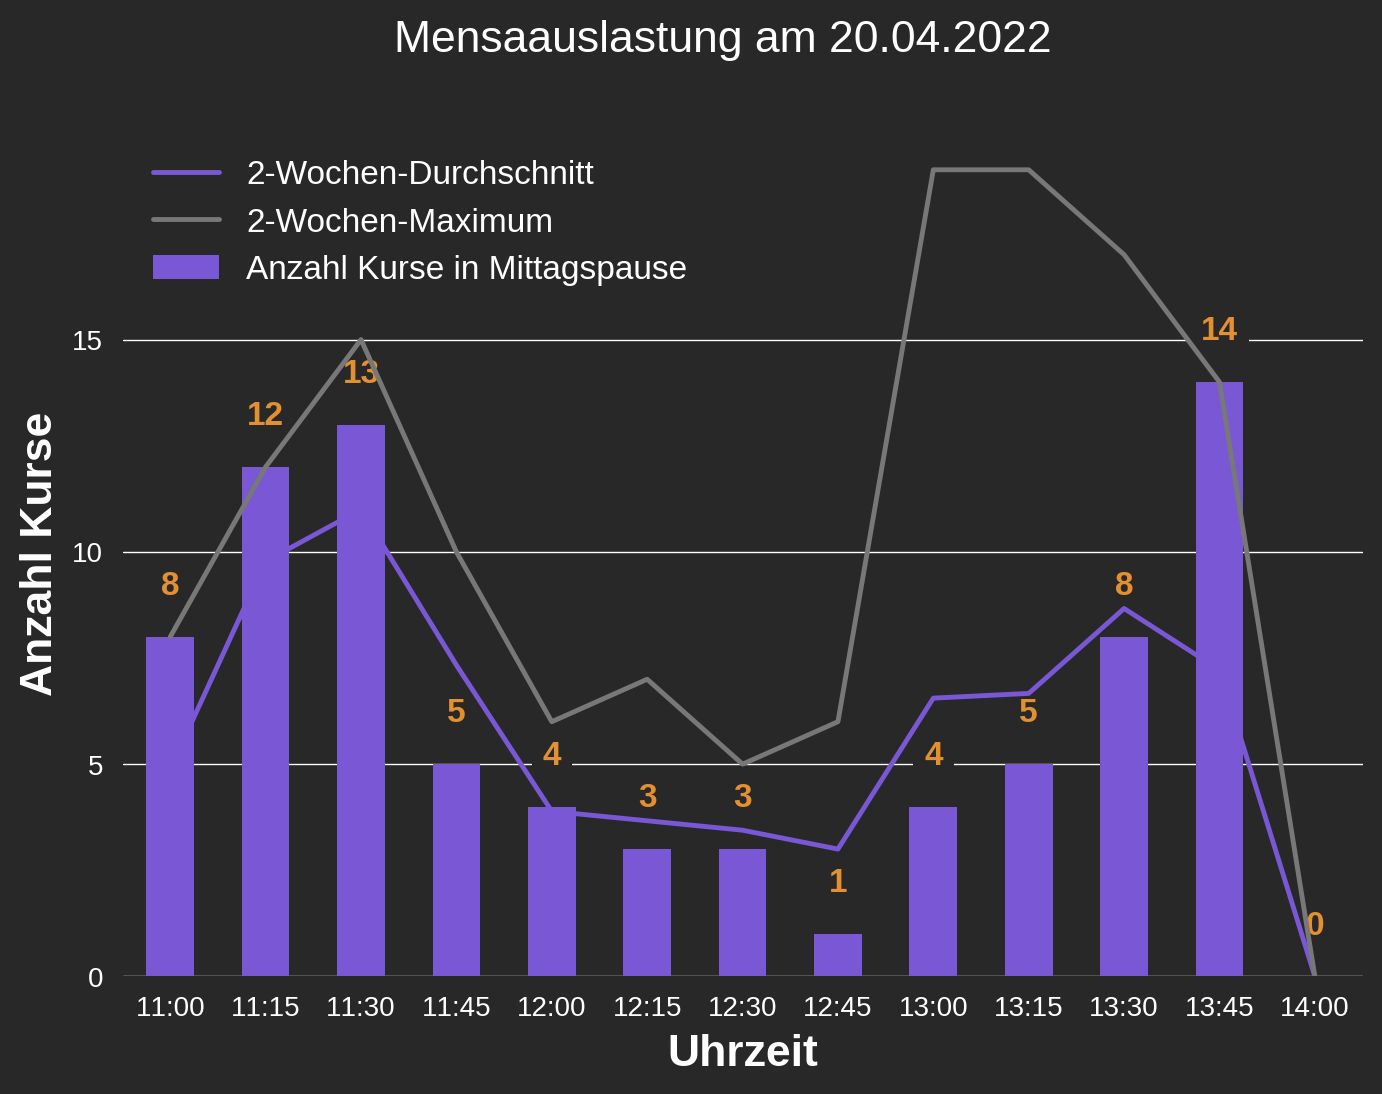 Mensaauslastung am 20.04.2022
2-Wochen-Durchschnitt
2-Wochen-Maximum
Anzahl Kurse in Mittagspause
Anzahl Kurse
15
10
5
0
8
12
13
5
4
3
3
1
4
5
8
14
0
11:00 11:15 11:30 11:45 12:00 12:15 12:30 12:45 13:00 13:15 13:30 13:45 14:00
Uhrzeit